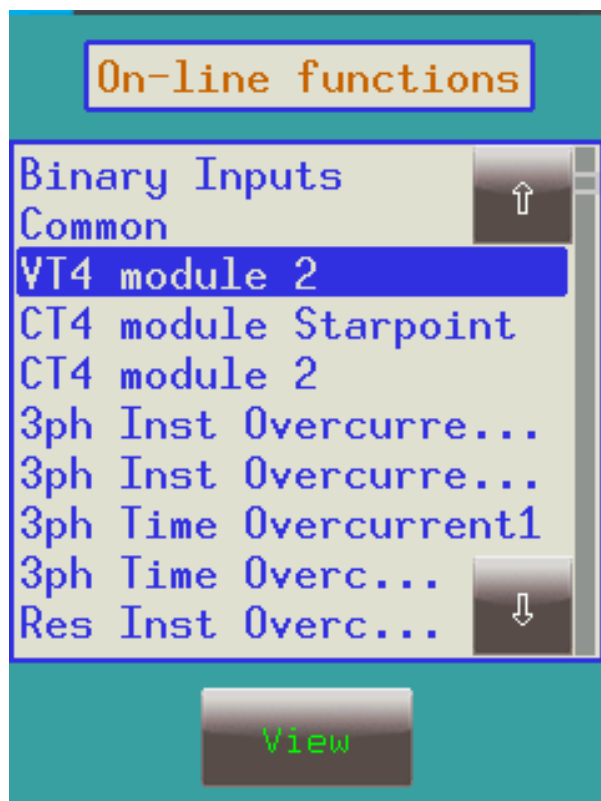 On-line functions
Binary Inputs
Common
VT4 module 2
CT4 module Starpoint
CT4 module 2
3ph Inst Overcurre...
3ph Inst Overcurre...
3ph Time Overcurrent1
3ph Time Overc...
Res Inst Overc...
View